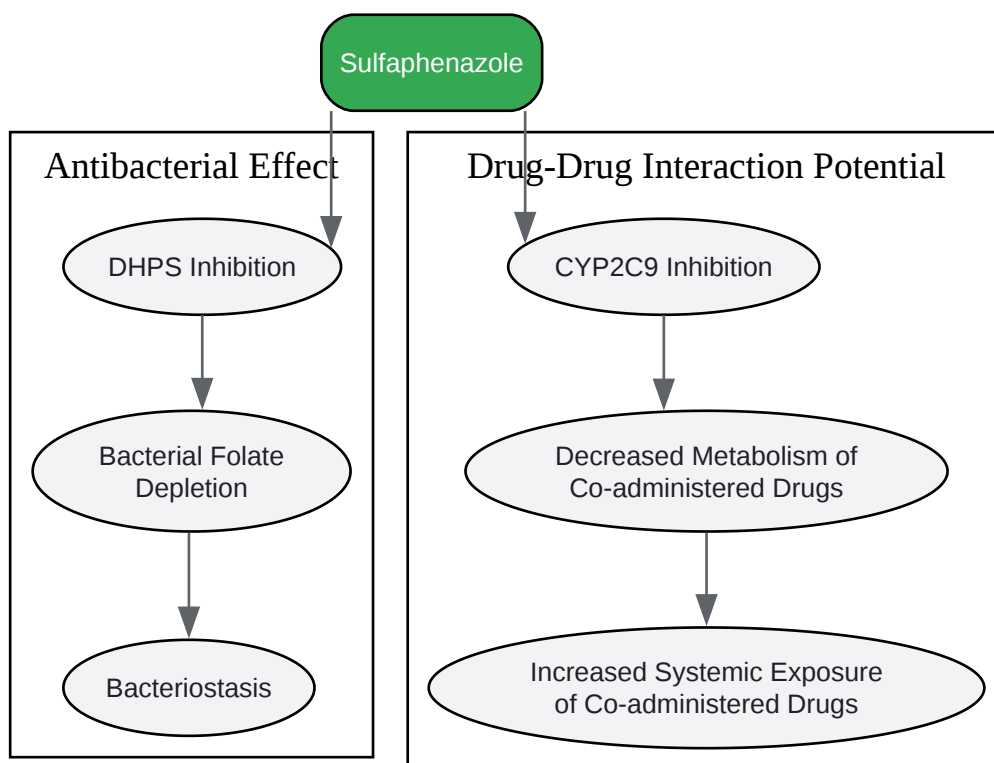 Sulfaphenazole
Antibacterial Effect
DHPS Inhibition
Bacterial Folate
Depletion
Bacteriostasis
Drug-Drug Interaction Potential
CYP2C9 Inhibition
Decreased Metabolism of
Co-administered Drugs
Increased Systemic Exposure
of Co-administered Drugs